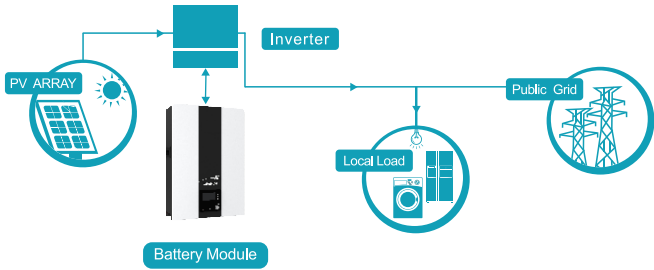 Inverter
PV ARRAY
Public Grid
Local Load
Battery Module